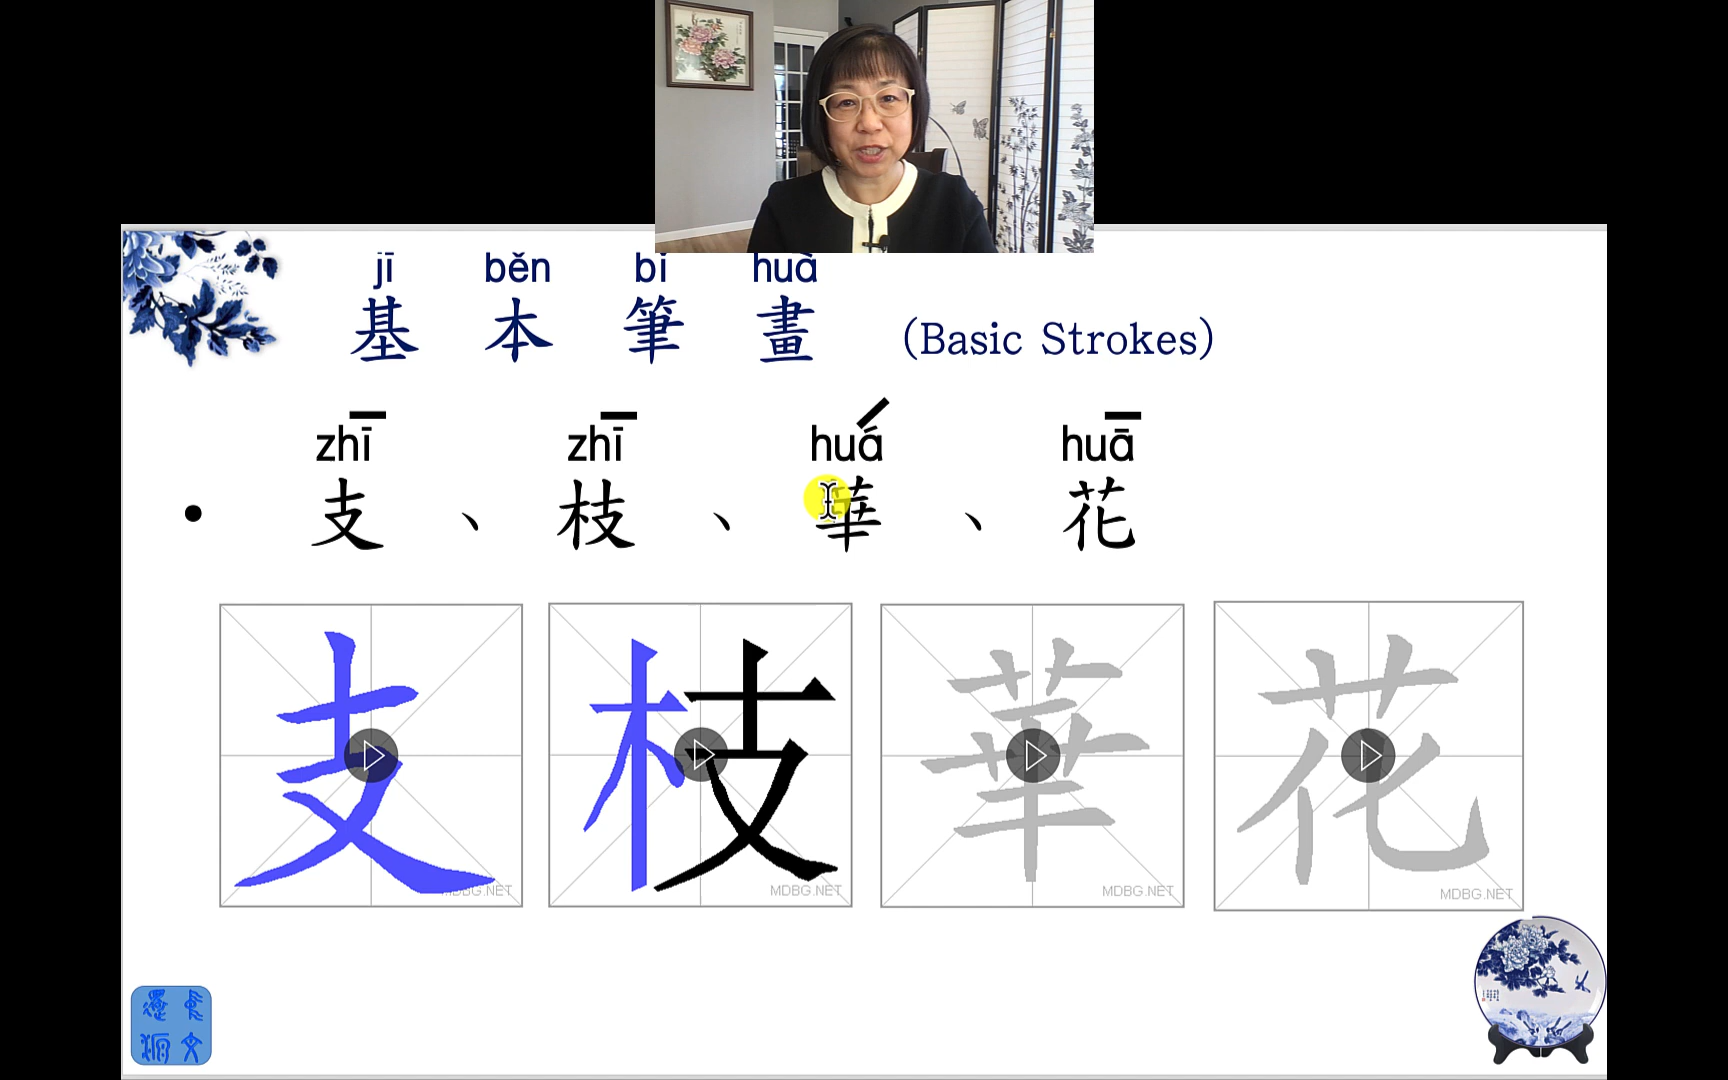 jī běn bǐ huà
基 本 筆 畫 (Basic Strokes)
zhī zhī huá huā
• 支 、 枝 、 華 、 花
支 枝 華 花
MDBG.NET MDBG.NET MDBG.NET MDBG.NET